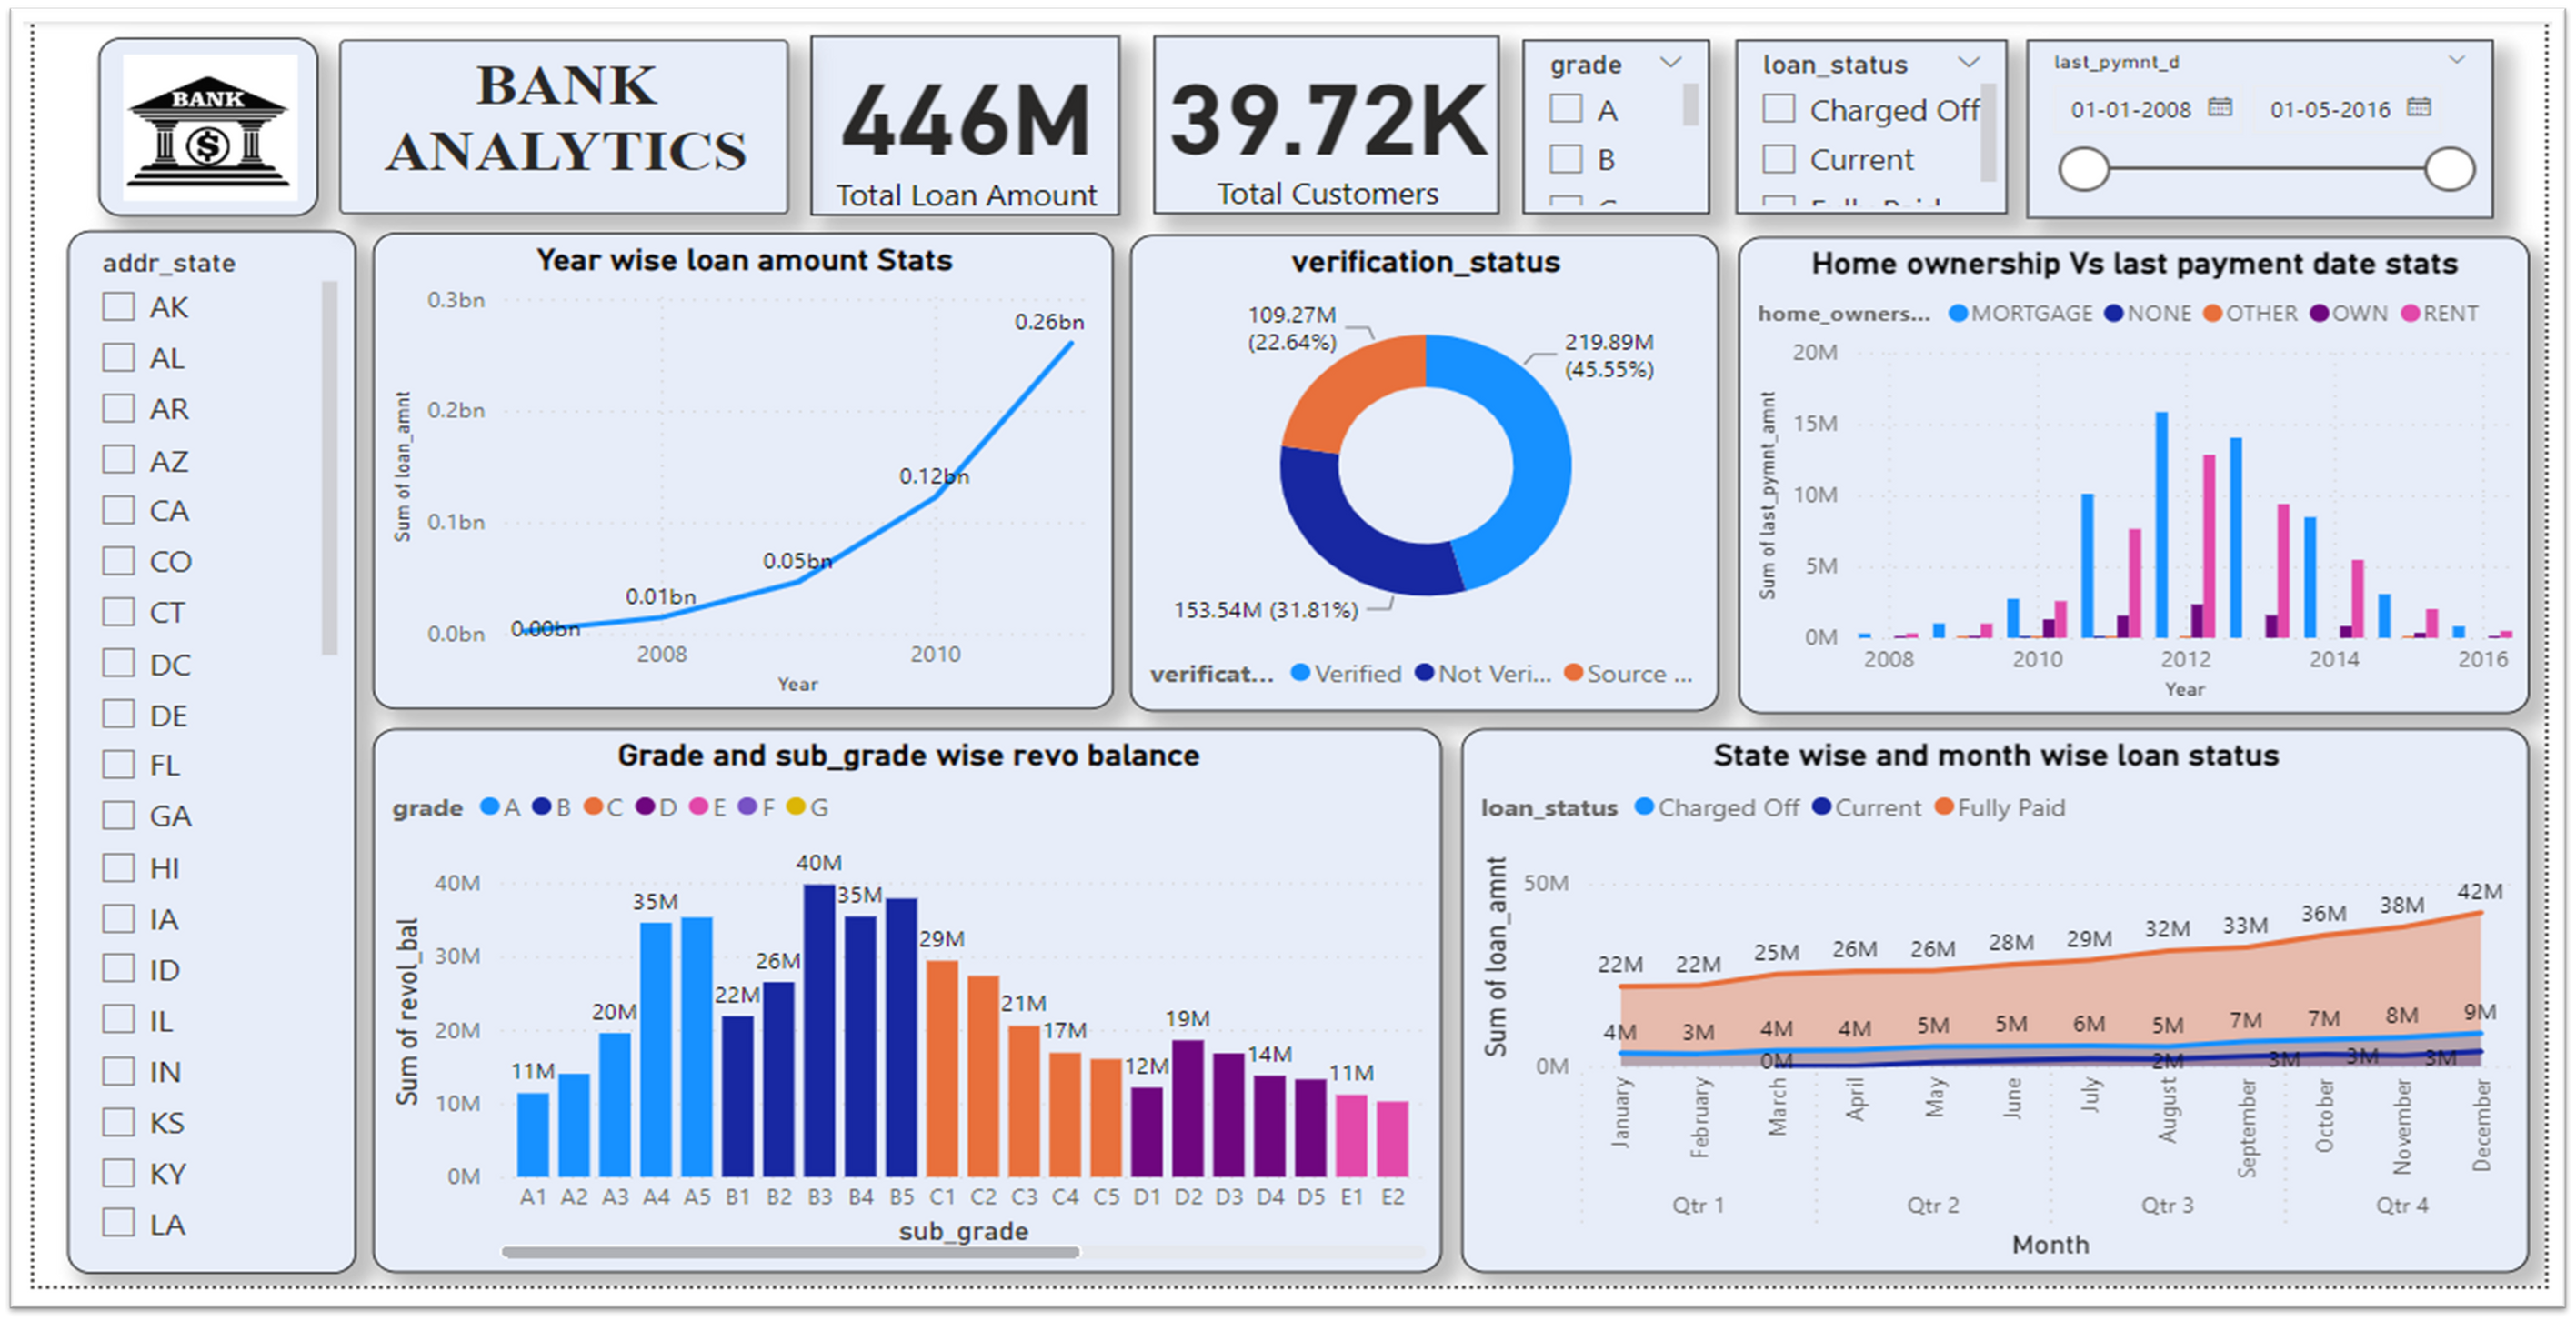 BANK
BANK
ANALYTICS
446M
Total Loan Amount
39.72K
Total Customers
grade
A
B
loan_status
Charged Off
Current
last_pymnt_d
01-01-2008
01-05-2016
addr_state
AK
AL
AR
AZ
CA
CO
CT
DC
DE
FL
GA
HI
IA
ID
IL
IN
KS
KY
LA
Year wise loan amount Stats
Sum of loan_amnt
0.3bn
0.2bn
0.1bn
0.0bn
0.00bn
0.01bn
0.05bn
0.12bn
0.26bn
2008
2010
Year
verification_status
109.27M
(22.64%)
219.89M
(45.55%)
153.54M (31.81%)
verificat... Verified Not Veri... Source ...
Home ownership Vs last payment date stats
home_owners... MORTGAGE NONE OTHER OWN RENT
Sum of last_pymnt_amnt
20M
15M
10M
5M
0M
2008 2010 2012 2014 2016
Year
Grade and sub_grade wise revo balance
grade A B C D E F G
Sum of revol_bal
40M
30M
20M
10M
0M
11M 20M 35M 22M 26M 40M 35M 29M 21M 17M 12M 19M 14M 11M
A1 A2 A3 A4 A5 B1 B2 B3 B4 B5 C1 C2 C3 C4 C5 D1 D2 D3 D4 D5 E1 E2
sub_grade
State wise and month wise loan status
loan_status Charged Off Current Fully Paid
Sum of loan_amnt
50M
0M
22M 22M 25M 26M 26M 28M 29M 32M 33M 36M 38M 42M
4M 3M 4M 4M 5M 5M 6M 5M 7M 7M 8M 9M
0M 2M 3M 3M 3M
January February March April May June July August September October November December
Qtr 1 Qtr 2 Qtr 3 Qtr 4
Month